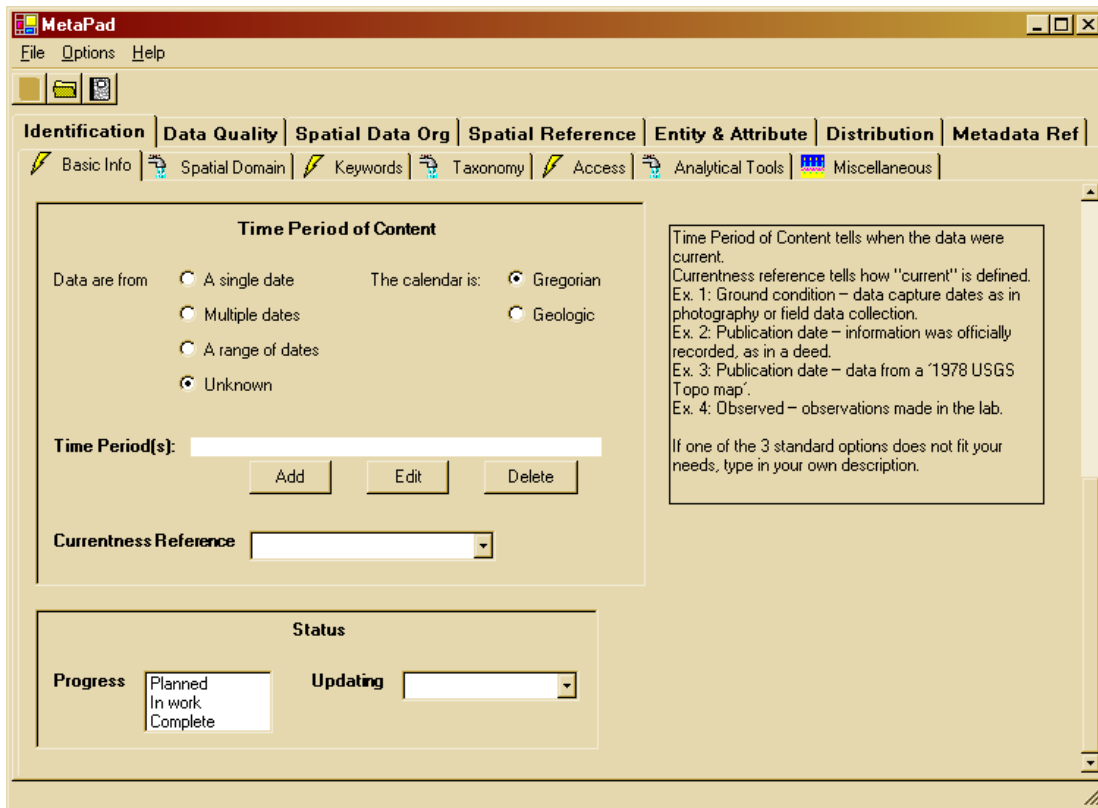 MetaPad
File Options Help
Identification Data Quality Spatial Data Org Spatial Reference Entity & Attribute Distribution Metadata Ref
Basic Info Spatial Domain Keywords Taxonomy Access Analytical Tools Miscellaneous
Time Period of Content
Data are from
A single date
Multiple dates
A range of dates
Unknown
The calendar is:
Gregorian
Geologic
Time Period(s):
Add Edit Delete
Currentness Reference
Time Period of Content tells when the data were
current.
Currentness reference tells how "current" is defined.
Ex. 1: Ground condition – data capture dates as in
photography or field data collection.
Ex. 2: Publication date – information was officially
recorded, as in a deed.
Ex. 3: Publication date – data from a ´1978 USGS
Topo map´.
Ex. 4: Observed – observations made in the lab.
If one of the 3 standard options does not fit your
needs, type in your own description.
Status
Progress
Planned
In work
Complete
Updating